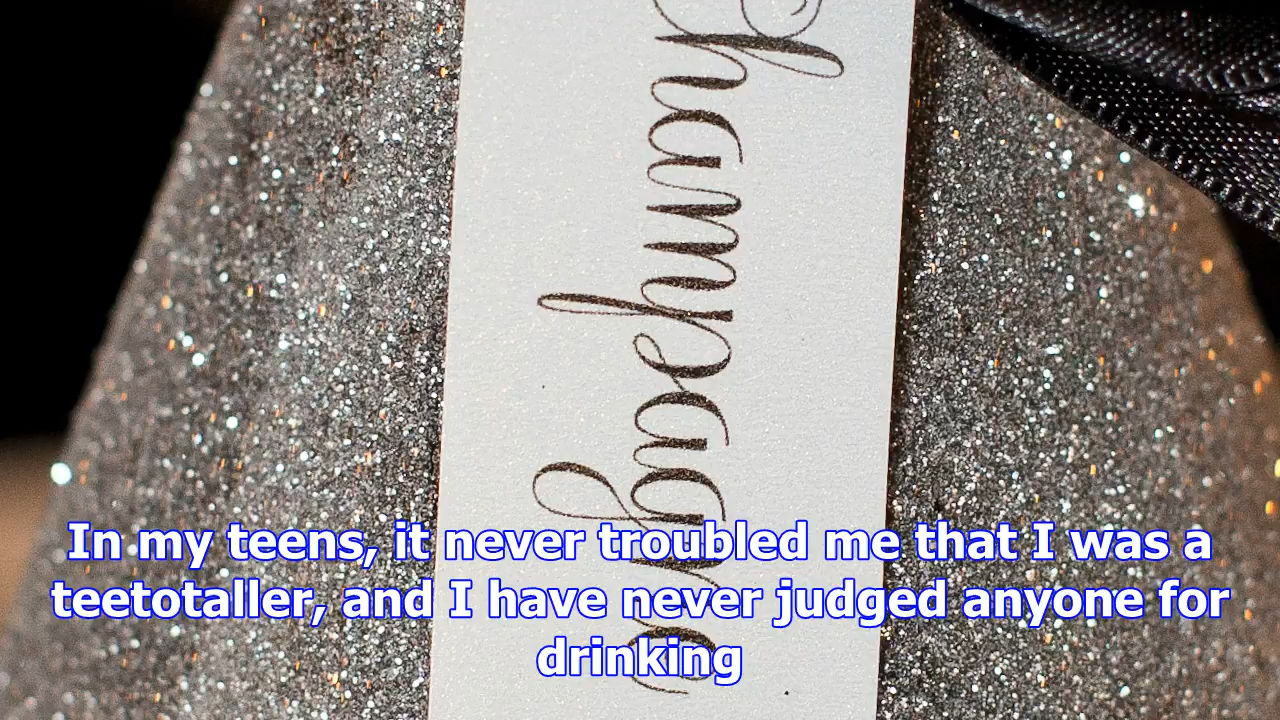 Champagne
In my teens, it never troubled me that I was a
teetotaller, and I have never judged anyone for
drinking